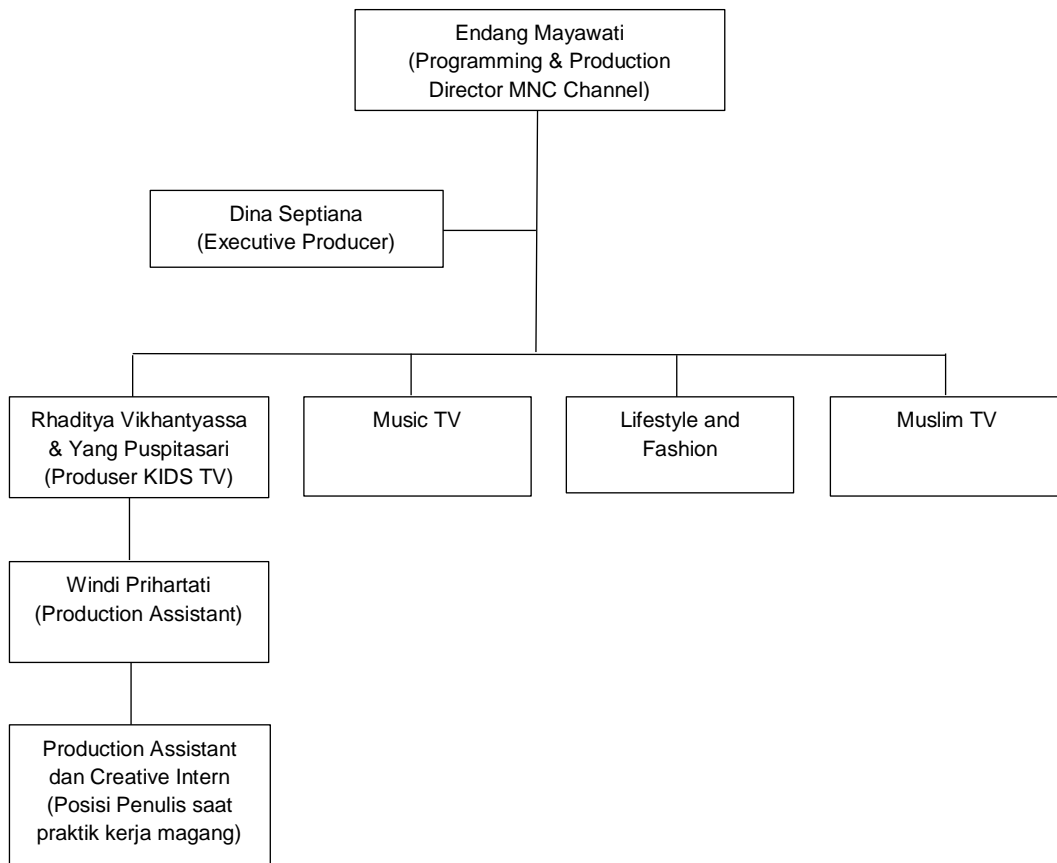 Endang Mayawati
(Programming & Production
Director MNC Channel)
Dina Septiana
(Executive Producer)
Rhaditya Vikhantyassa
& Yang Puspitasari
(Produser KIDS TV)
Music TV
Lifestyle and
Fashion
Muslim TV
Windi Prihartati
(Production Assistant)
Production Assistant
dan Creative Intern
(Posisi Penulis saat
praktik kerja magang)